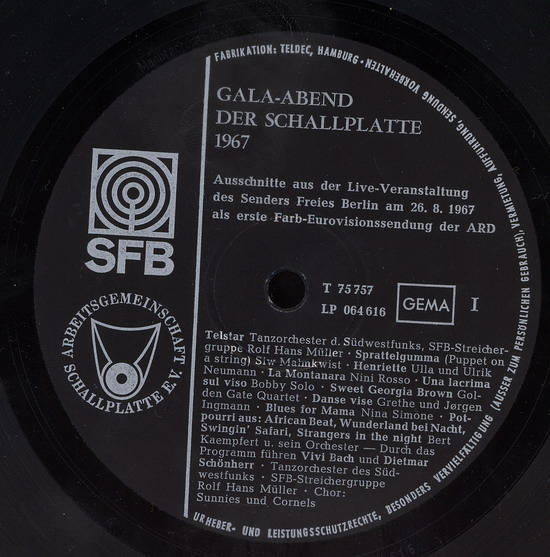 FABRIKATION: TELDEC, HAMBURG · AUFFÜHRUNG, SENDUNG VORBEHALTEN
URHEBER- UND LEISTUNGSSCHUTZRECHTE, BESONDERS VERVIELFÄLTIGUNG (AUSSER ZUM PERSÖNLICHEN GEBRAUCH), VERMIETUNG,
GALA-ABEND
DER SCHALLPLATTE
1967
Ausschnitte aus der Live-Veranstaltung
des Senders Freies Berlin am 26. 8. 1967
als erste Farb-Eurovisionssendung der ARD
SFB
T 75 757
LP 064 616
GEMA
I
ARBEITSGEMEINSCHAFT
SCHALLPLATTE E. V.
Telstar Tanzorchester d. Südwestfunks, SFB-Streicher-
gruppe Rolf Hans Müller · Sprattelgumma (Puppet on
a string) Siw Malmkwist · Henriette Ulla und Ulrik
Neumann · La Montanara Nini Rosso · Una lacrima
sul viso Bobby Solo · Sweet Georgia Brown Gol-
den Gate Quartet · Danse vise Grethe und Jørgen
Ingmann · Blues for Mama Nina Simone · Pot-
pourri aus: African Beat, Wunderland bei Nacht,
Swingin' Safari, Strangers in the night Bert
Kaempfert u. sein Orchester — Durch das
Programm führen Vivi Bach und Dietmar
Schönherr · Tanzorchester des Süd-
westfunks · SFB-Streichergruppe
Rolf Hans Müller · Chor:
Sunnies und Cornels